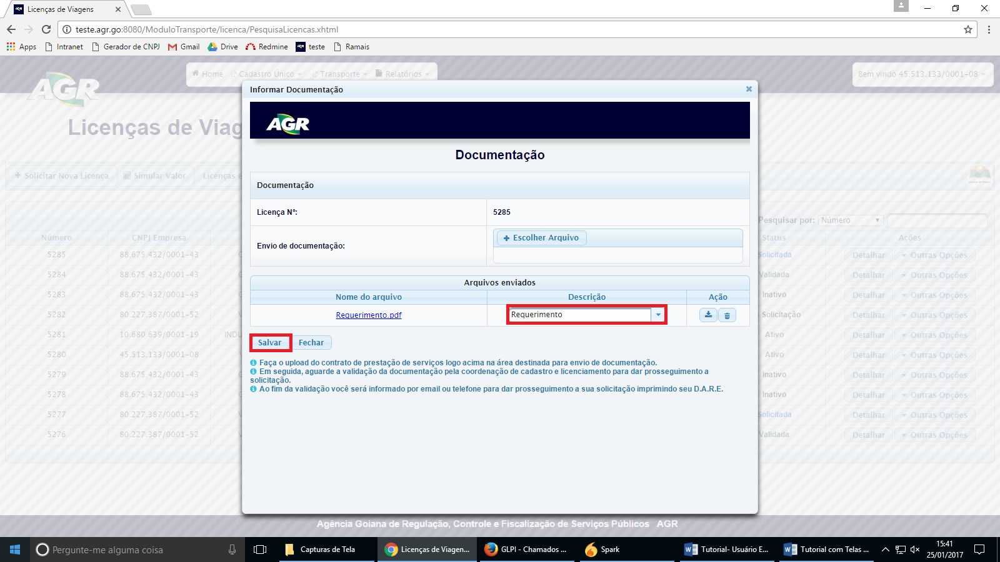 Licenças de Viagens
teste.agr.go:8080/ModuloTransporte/licenca/PesquisaLicencas.xhtml
Apps Intranet Gerador de CNPJ Gmail Drive Redmine teste Ramais
AGR
Home Cadastro Único Transporte Relatórios
Bem vindo 45.513.133/0001-08
Licenças de Viag
Solicitar Nova Licença Simular Valor Licenças e
Pesquisar por: Número
Número CNPJ Empresa Status Ações
5285 88.675.432/0001-43 Solicitada Detalhar Outras Opções
5284 88.675.432/0001-43 Validada Detalhar Outras Opções
5283 88.675.432/0001-43 Inativo Detalhar Outras Opções
5282 80.227.387/0001-52 Solicitação Detalhar Outras Opções
5281 10.680.639/0001-19 INDU Ativo Detalhar Outras Opções
5280 45.513.133/0001-08 Ativo Detalhar Outras Opções
5279 88.675.432/0001-43 Inativo Detalhar Outras Opções
5278 88.675.432/0001-43 Inativo Detalhar Outras Opções
5277 80.227.387/0001-52 Solicitada Detalhar Outras Opções
5276 80.227.387/0001-52 Validada Detalhar Outras Opções
Informar Documentação
AGR
Documentação
Documentação
Licença Nº: 5285
Envio de documentação: Escolher Arquivo
Arquivos enviados
Nome do arquivo Descrição Ação
Requerimento.pdf Requerimento
Salvar Fechar
Faça o upload do contrato de prestação de serviços logo acima na área destinada para envio de documentação.
Em seguida, aguarde a validação da documentação pela coordenação de cadastro e licenciamento para dar prosseguimento a
solicitação.
Ao fim da validação você será informado por email ou telefone para dar prosseguimento a sua solicitação imprimindo seu D.A.R.E.
Agência Goiana de Regulação, Controle e Fiscalização de Serviços Públicos AGR
Pergunte-me alguma coisa
Capturas de Tela
Licenças de Viagen...
GLPI - Chamados ...
Spark
Tutorial- Usuário E...
Tutorial com Telas ...
15:41
25/01/2017